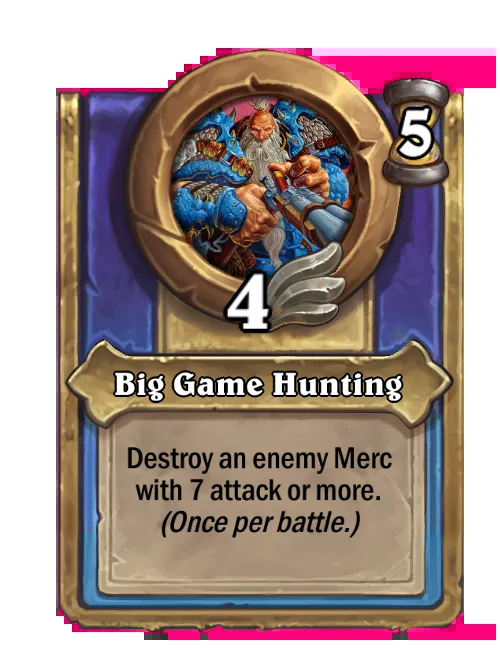 5
4
Big Game Hunting
Destroy an enemy Merc
with 7 attack or more.
(Once per battle.)